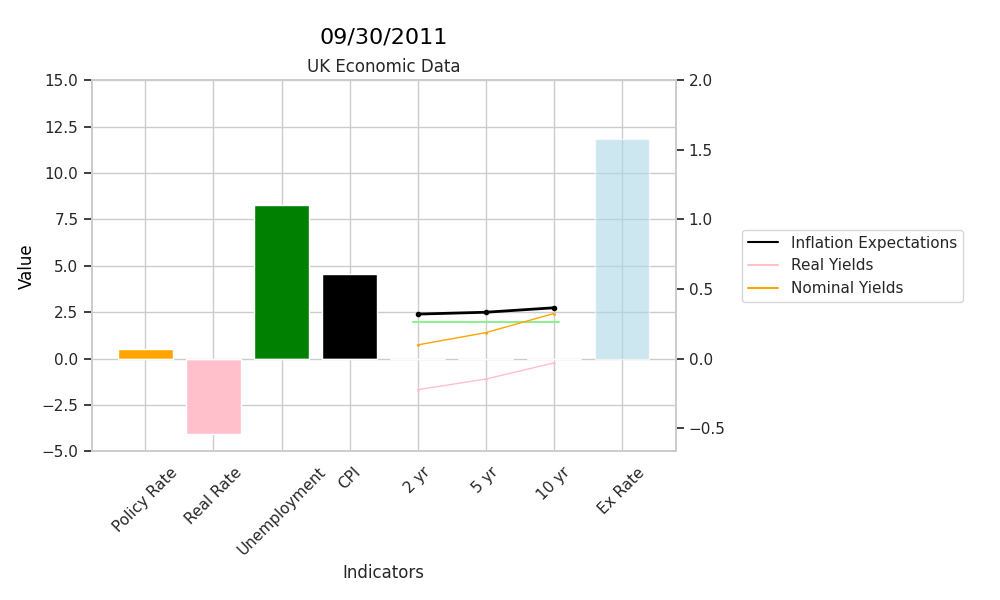 09/30/2011
UK Economic Data
15.0
12.5
10.0
7.5
5.0
2.5
0.0
−2.5
−5.0
Value
2.0
1.5
1.0
0.5
0.0
−0.5
Inflation Expectations
Real Yields
Nominal Yields
Policy Rate
Real Rate
Unemployment
CPI
2 yr
5 yr
10 yr
Ex Rate
Indicators